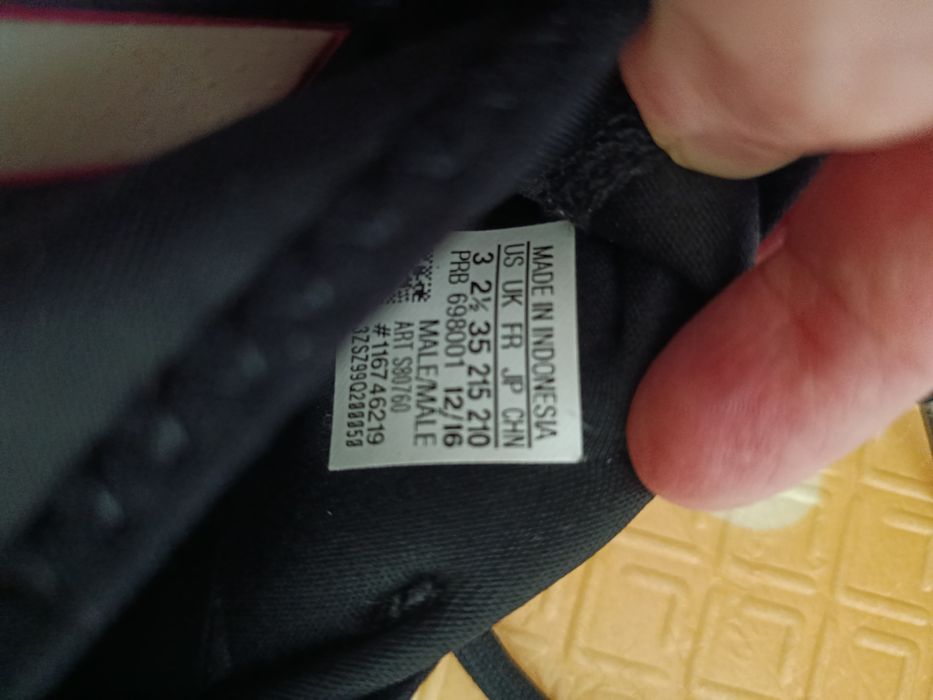 MADE IN INDONESIA
US UK FR JP CHN
3 2½ 35 215 210
PRB 698001 12/16
MALE/MALE
ART S80760
#116746219
3ZSZ99Q200050